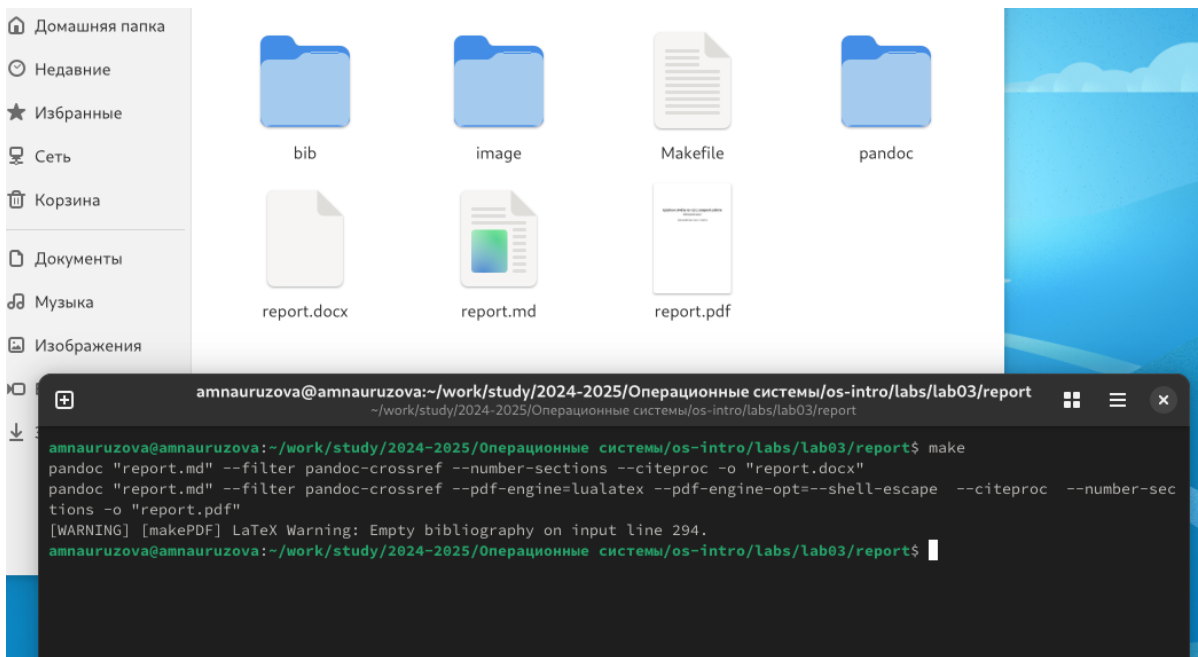 Домашняя папка
Недавние
Избранные
Сеть
Корзина
Документы
Музыка
Изображения
bib
image
Makefile
pandoc
report.docx
report.md
report.pdf
amnauruzova@amnauruzova:~/work/study/2024-2025/Операционные системы/os-intro/labs/lab03/report
~/work/study/2024-2025/Операционные системы/os-intro/labs/lab03/report
amnauruzova@amnauruzova:~/work/study/2024-2025/Операционные системы/os-intro/labs/lab03/report$ make
pandoc "report.md" --filter pandoc-crossref --number-sections --citeproc -o "report.docx"
pandoc "report.md" --filter pandoc-crossref --pdf-engine=lualatex --pdf-engine-opt=--shell-escape  --citeproc  --number-sec
tions -o "report.pdf"
[WARNING] [makePDF] LaTeX Warning: Empty bibliography on input line 294.
amnauruzova@amnauruzova:~/work/study/2024-2025/Операционные системы/os-intro/labs/lab03/report$